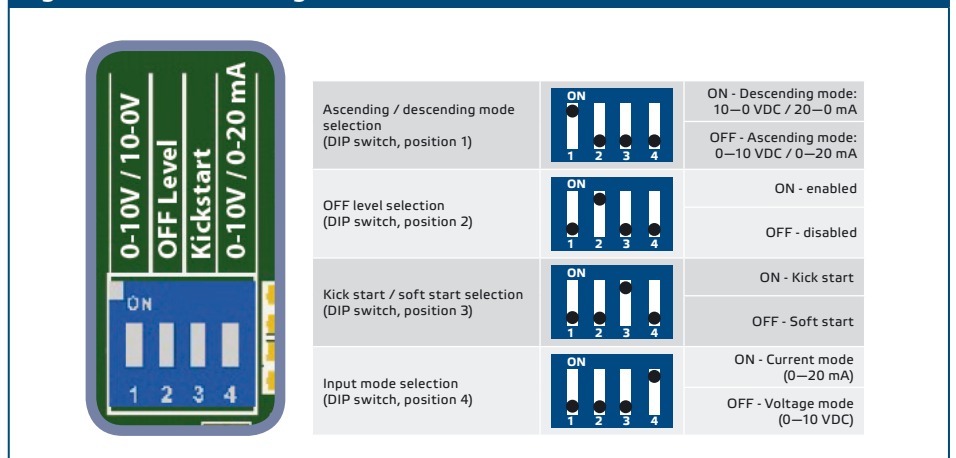 0-10V / 10-0V
OFF Level
Kickstart
0-10V / 0-20 mA
ON
1 2 3 4
Ascending / descending mode
selection
(DIP switch, position 1)
ON
1 2 3 4
ON - Descending mode:
10—0 VDC / 20—0 mA
OFF - Ascending mode:
0—10 VDC / 0—20 mA
OFF level selection
(DIP switch, position 2)
ON
1 2 3 4
ON - enabled
OFF - disabled
Kick start / soft start selection
(DIP switch, position 3)
ON
1 2 3 4
ON - Kick start
OFF - Soft start
Input mode selection
(DIP switch, position 4)
ON
1 2 3 4
ON - Current mode
(0—20 mA)
OFF - Voltage mode
(0—10 VDC)